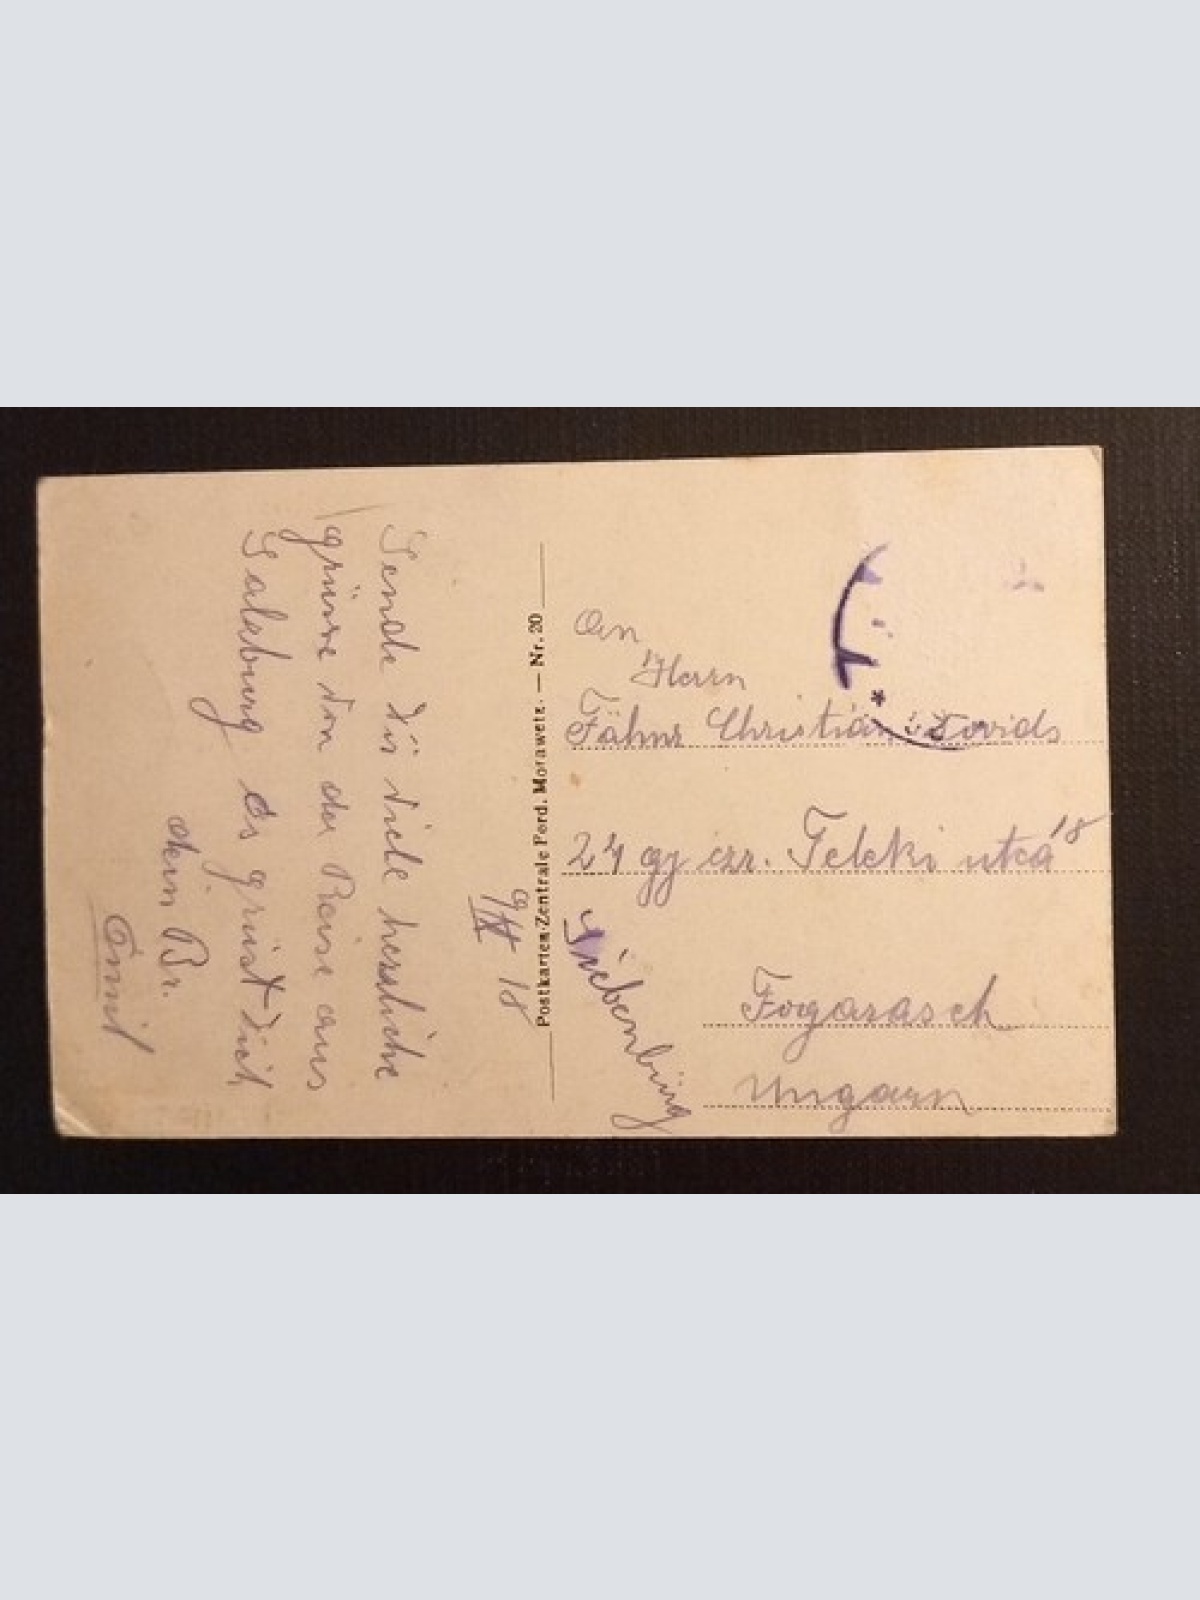 9/IX 18
Sende dir viele herzliche
grüsse von der Reise aus
Salzburg es grüsst dich
dein Br.
Emil
Postkarten-Zentrale Ferd. Morawetz. — Nr. 20
An
Herrn
Fähnr Christian
24 gy ezr. Teleki utca 18
Fogarasch
Ungarn
Siebenbürg